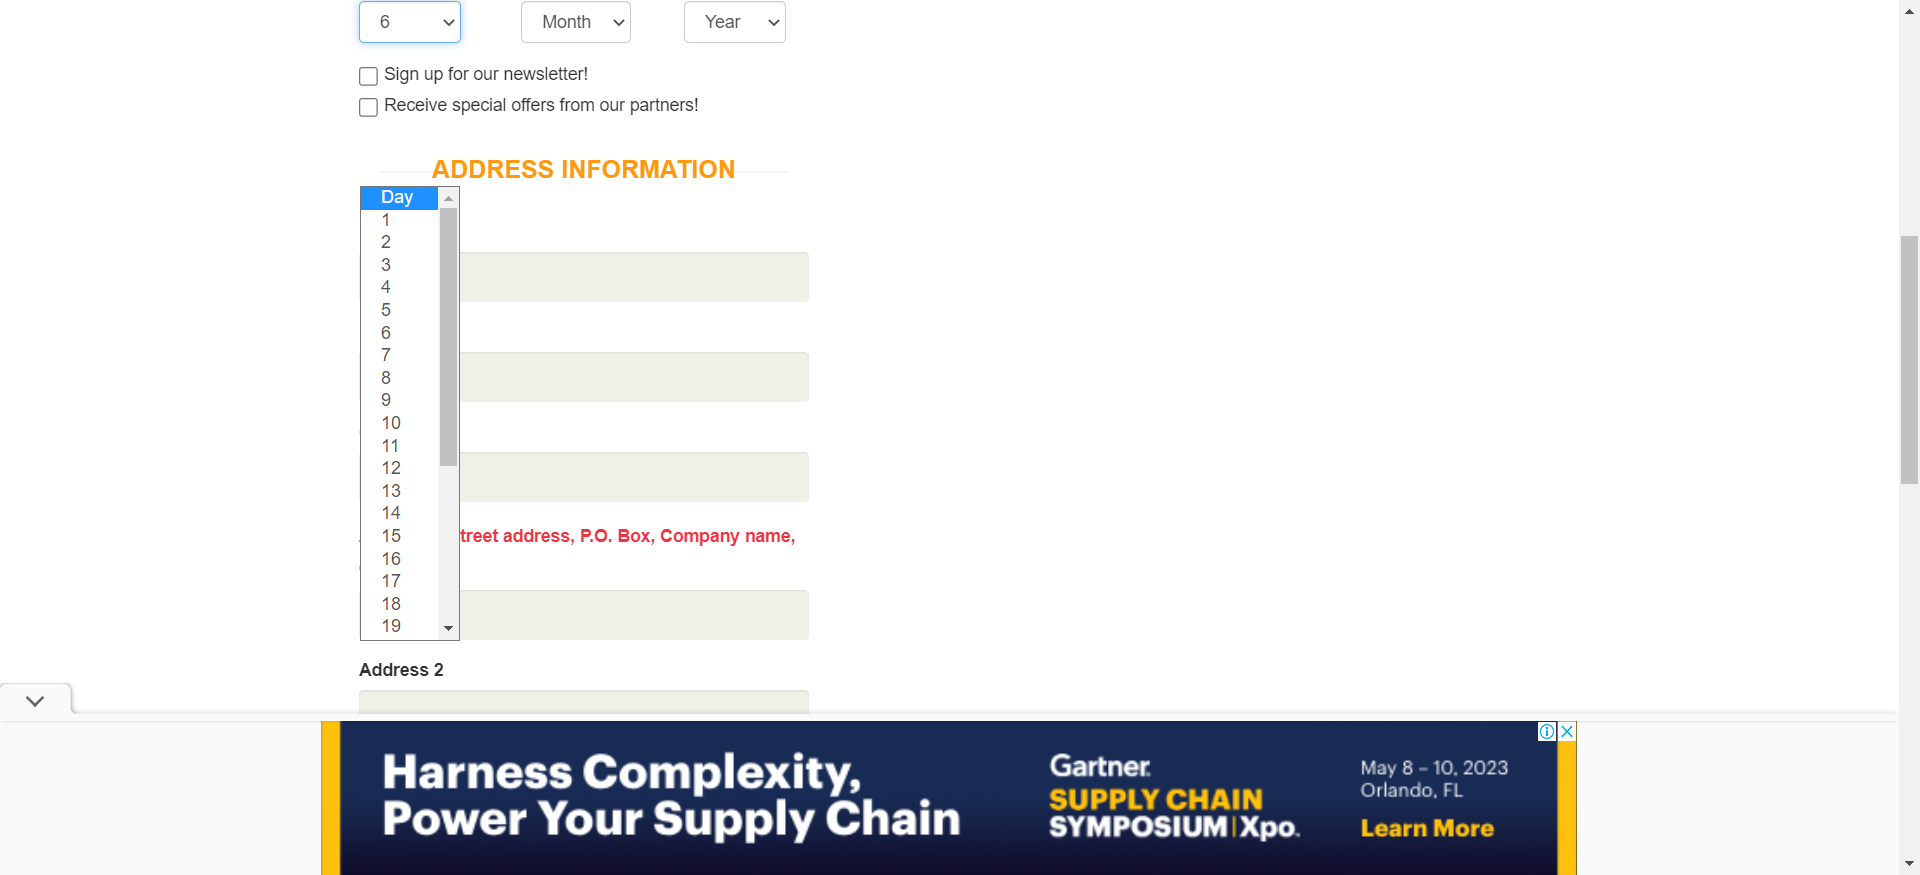 6 Month Year
Sign up for our newsletter!
Receive special offers from our partners!
ADDRESS INFORMATION
Day
1
2
3
4
5
6
7
8
9
10
11
12
13
14
15
16
17
18
19
treet address, P.O. Box, Company name,
Address 2
Harness Complexity,
Power Your Supply Chain
Gartner
SUPPLY CHAIN
SYMPOSIUM|Xpo.
May 8 – 10, 2023
Orlando, FL
Learn More